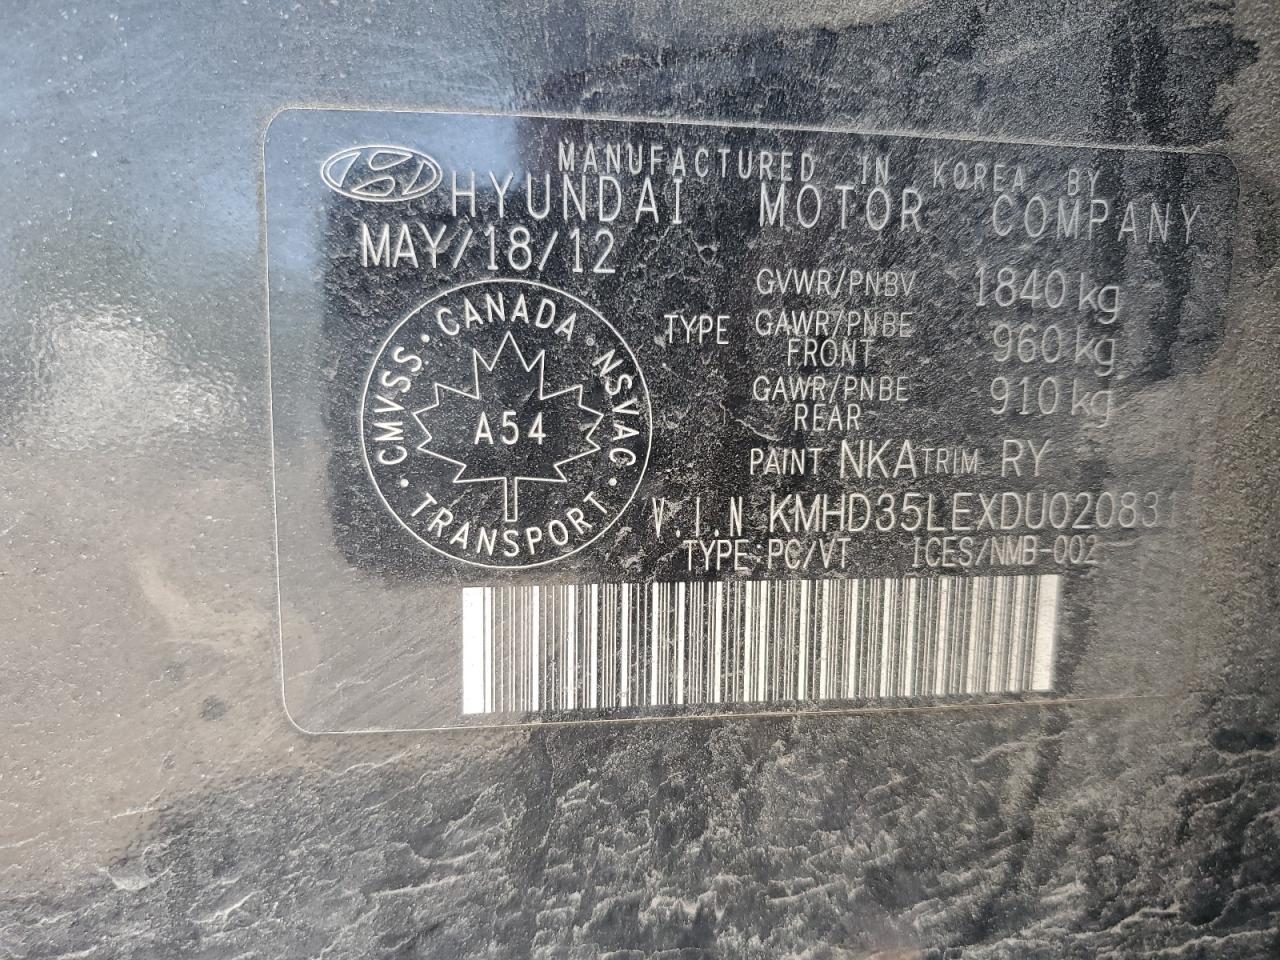 MANUFACTURED IN KOREA BY
HYUNDAI MOTOR COMPANY
MAY/18/12
GVWR/PNBV 1840 kg
TYPE GAWR/PNBE FRONT 960 kg
GAWR/PNBE REAR 910 kg
CMVSS · CANADA · NSVAC · TRANSPORT ·
A54
PAINT NKA TRIM RY
V.I.N KMHD35LEXDU020831
TYPE:PC/VT ICES/NMB-002